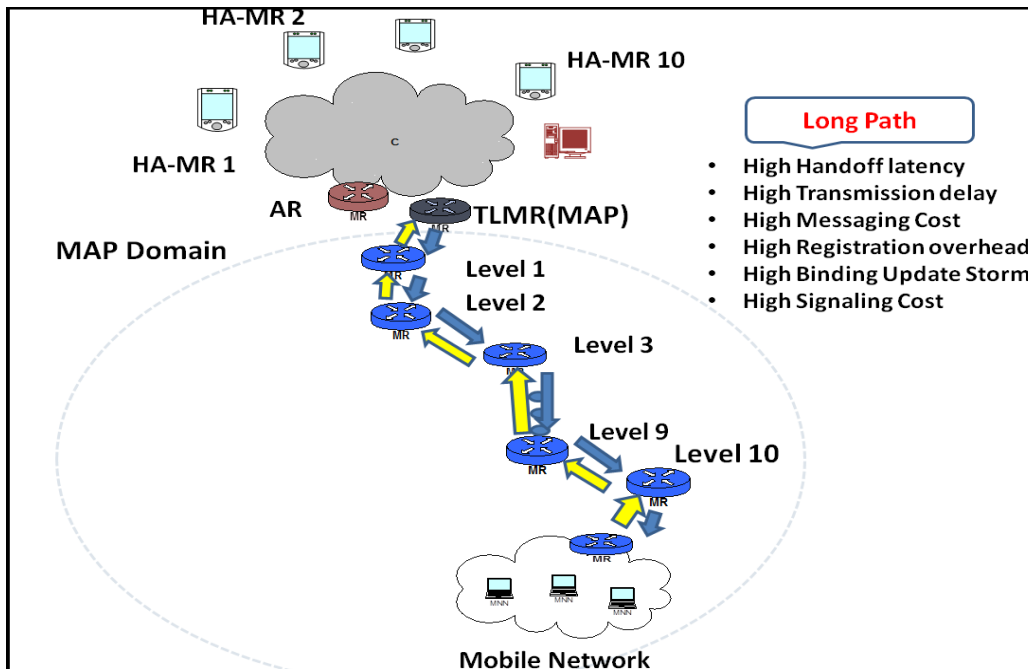 HA-MR 2
HA-MR 10
HA-MR 1
C
AR
MR
TLMR(MAP)
MR
MAP Domain
MR
Level 1
Level 2
MR
Level 3
MR
Level 9
MR
Level 10
MR
MR
MNN
MNN
MNN
Mobile Network
Long Path
• High Handoff latency
• High Transmission delay
• High Messaging Cost
• High Registration overhead
• High Binding Update Storm
• High Signaling Cost